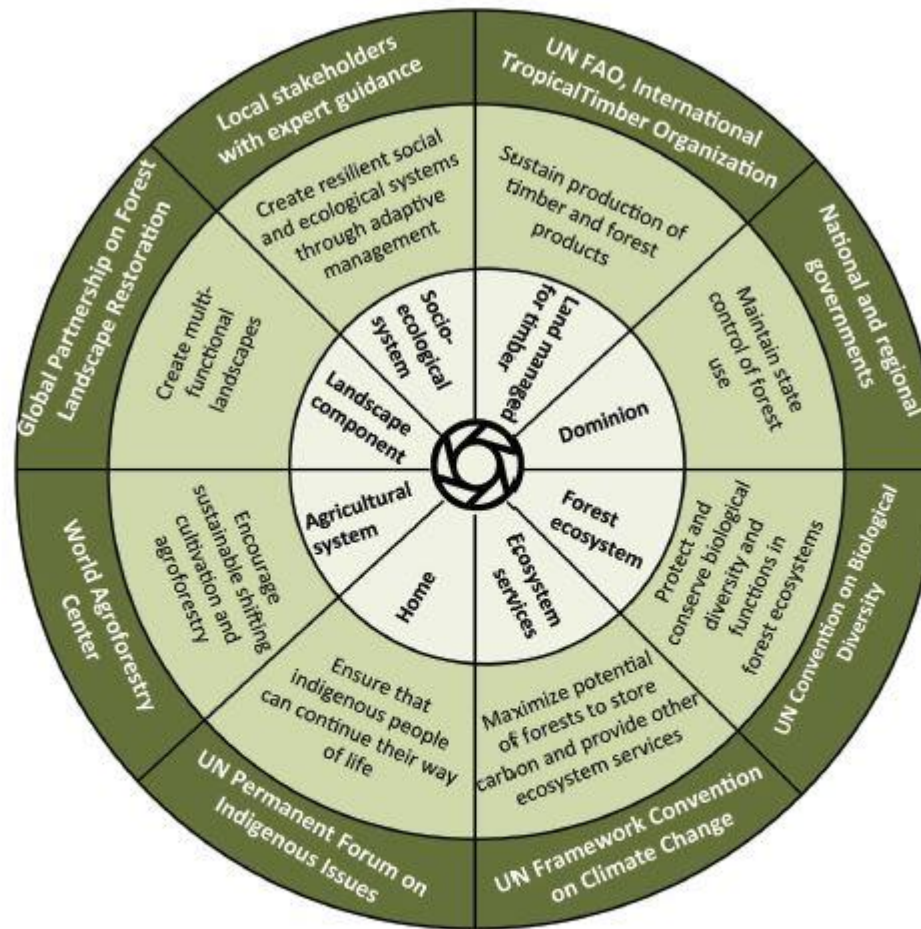 Local stakeholders
with expert guidance
UN FAO, International
TropicalTimber Organization
National and regional
governments
UN Convention on Biological
Diversity
UN Framework Convention
on Climate Change
UN Permanent Forum on
Indigenous Issues
World Agroforestry
Center
Global Partnership on Forest
Landscape Restoration
Create resilient social
and ecological systems
through adaptive
management
Sustain production of
timber and forest
products
Maintain state
control of forest
use
Protect and
conserve biological
diversity and
functions in
forest ecosystems
Maximize potential
of forests to store
carbon and provide other
ecosystem services
Ensure that
indigenous people
can continue their way
of life
Encourage
sustainable shifting
cultivation and
agroforestry
Create multi-
functional
landscapes
Socio-
ecological
system
Land managed
for timber
Dominion
Forest
ecosystem
Ecosystem
services
Home
Agricultural
system
Landscape
component